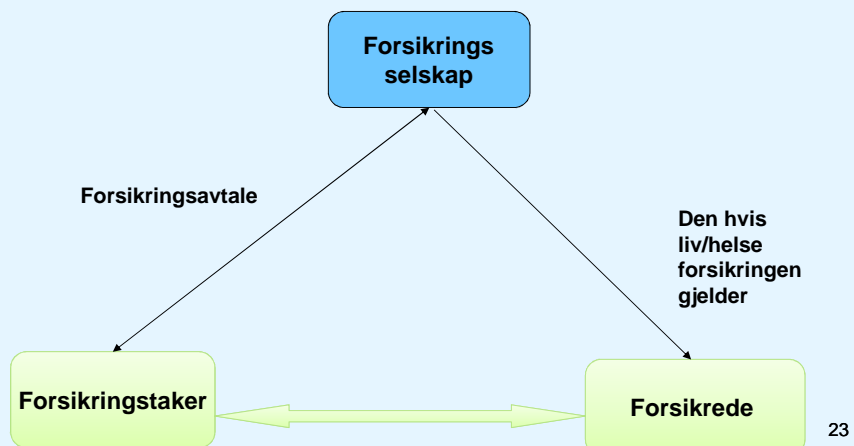 Forsikrings
selskap
Forsikringsavtale
Den hvis
liv/helse
forsikringen
gjelder
Forsikringstaker
Forsikrede
23